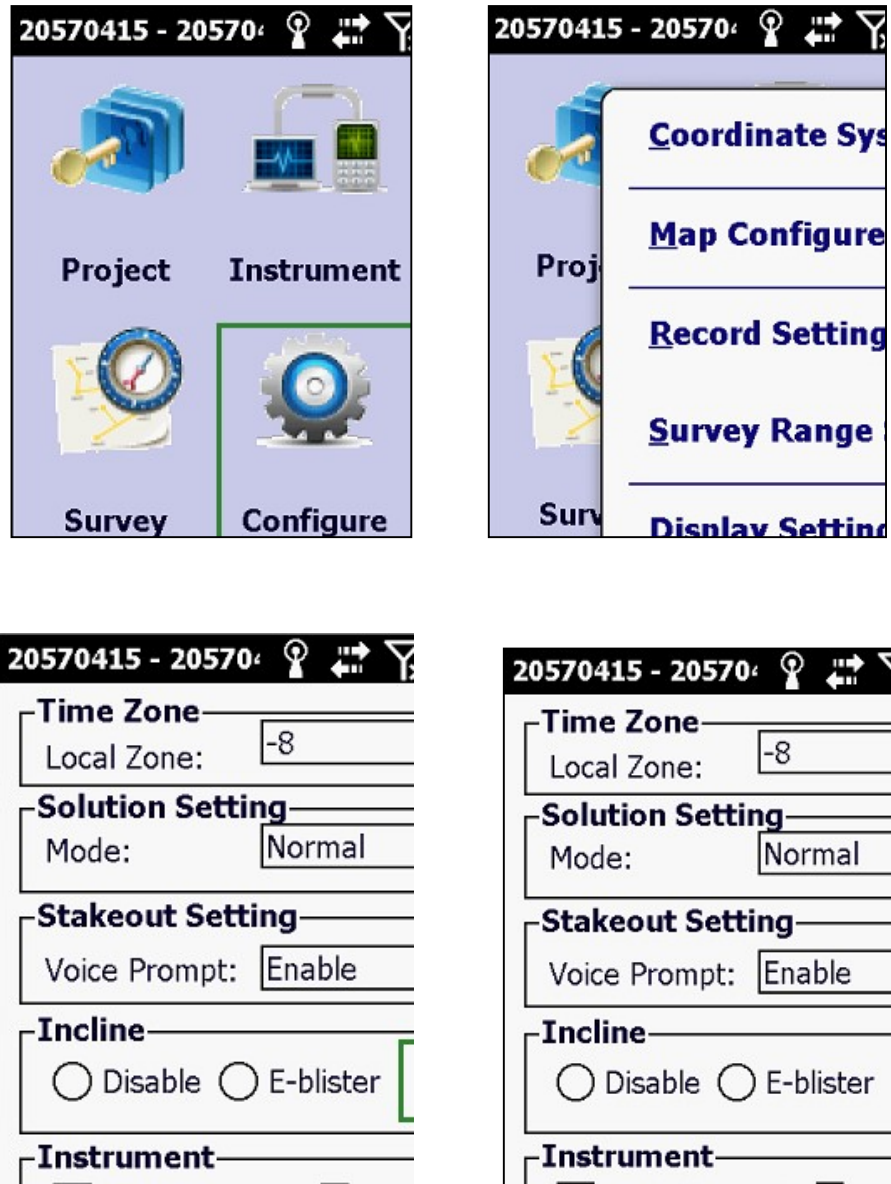 20570415 - 20570
Project Instrument
Survey Configure
20570415 - 20570
Coordinate Sys
Map Configure
Proj
Record Setting
Survey Range
Surv
Display Setting
20570415 - 20570
Time Zone
Local Zone: -8
Solution Setting
Mode: Normal
Stakeout Setting
Voice Prompt: Enable
Incline
Disable E-blister
Instrument
20570415 - 20570
Time Zone
Local Zone: -8
Solution Setting
Mode: Normal
Stakeout Setting
Voice Prompt: Enable
Incline
Disable E-blister
Instrument